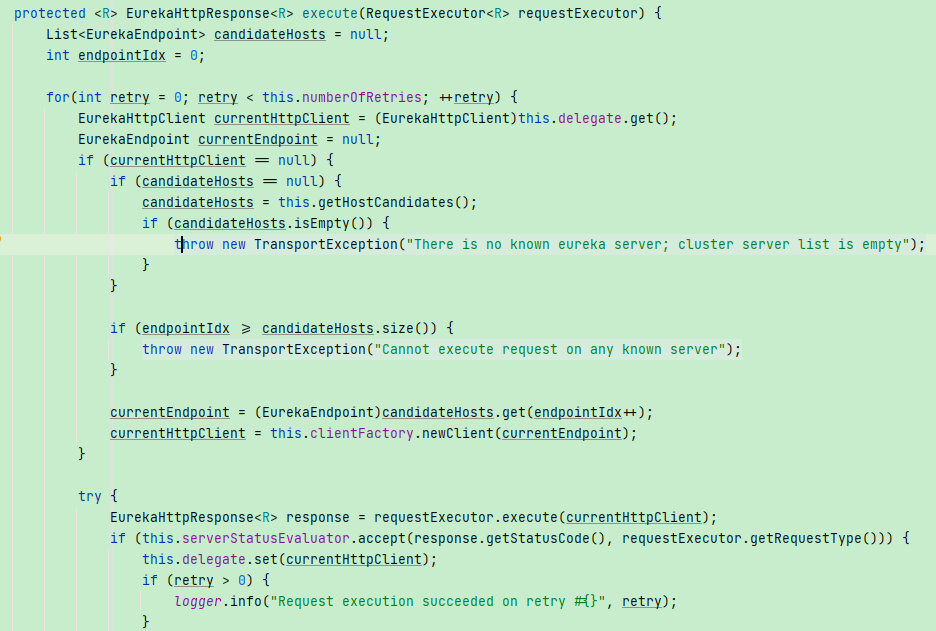 protected <R> EurekaHttpResponse<R> execute(RequestExecutor<R> requestExecutor) {
    List<EurekaEndpoint> candidateHosts = null;
    int endpointIdx = 0;

    for(int retry = 0; retry < this.numberOfRetries; ++retry) {
        EurekaHttpClient currentHttpClient = (EurekaHttpClient)this.delegate.get();
        EurekaEndpoint currentEndpoint = null;
        if (currentHttpClient == null) {
            if (candidateHosts == null) {
                candidateHosts = this.getHostCandidates();
                if (candidateHosts.isEmpty()) {
                    throw new TransportException("There is no known eureka server; cluster server list is empty");
                }
            }

            if (endpointIdx >= candidateHosts.size()) {
                throw new TransportException("Cannot execute request on any known server");
            }

            currentEndpoint = (EurekaEndpoint)candidateHosts.get(endpointIdx++);
            currentHttpClient = this.clientFactory.newClient(currentEndpoint);
        }

        try {
            EurekaHttpResponse<R> response = requestExecutor.execute(currentHttpClient);
            if (this.serverStatusEvaluator.accept(response.getStatusCode(), requestExecutor.getRequestType())) {
                this.delegate.set(currentHttpClient);
                if (retry > 0) {
                    logger.info("Request execution succeeded on retry #{}", retry);
                }